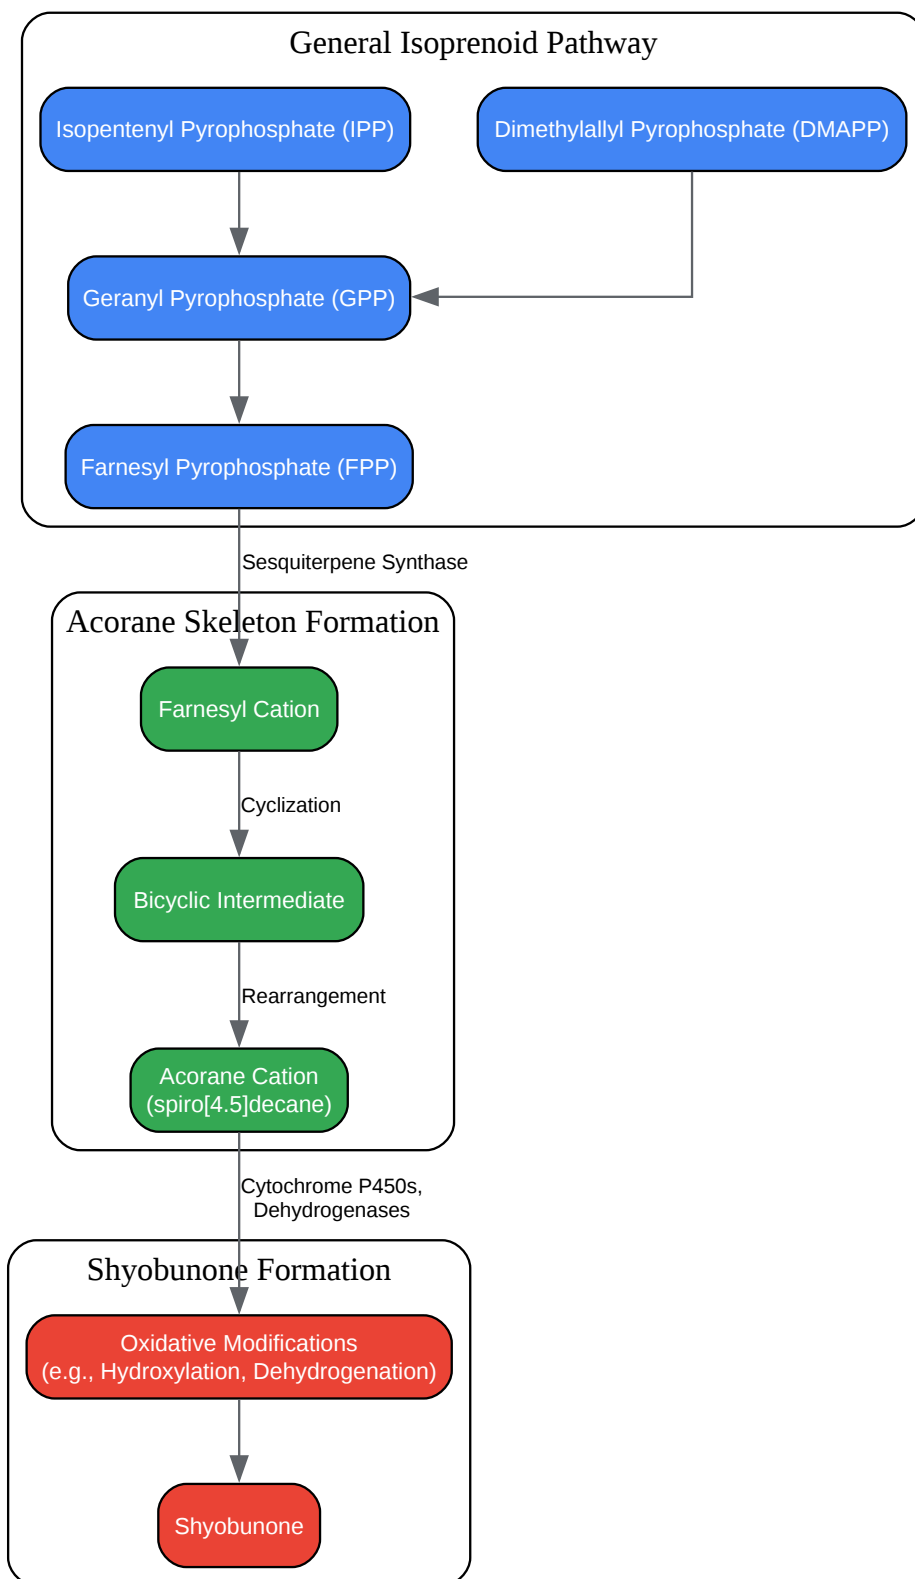 General Isoprenoid Pathway
Isopentenyl Pyrophosphate (IPP)
Dimethylallyl Pyrophosphate (DMAPP)
Geranyl Pyrophosphate (GPP)
Farnesyl Pyrophosphate (FPP)
Sesquiterpene Synthase
Acorane Skeleton Formation
Farnesyl Cation
Cyclization
Bicyclic Intermediate
Rearrangement
Acorane Cation
(spiro[4.5]decane)
Cytochrome P450s,
Dehydrogenases
Shyobunone Formation
Oxidative Modifications
(e.g., Hydroxylation, Dehydrogenation)
Shyobunone